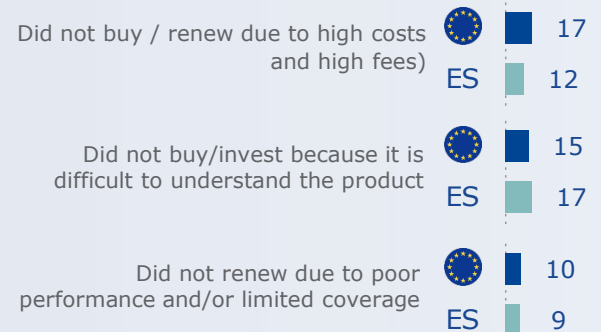 Did not buy / renew due to high costs
and high fees)
17
ES 12
Did not buy/invest because it is
difficult to understand the product
15
ES 17
Did not renew due to poor
performance and/or limited coverage
10
ES 9